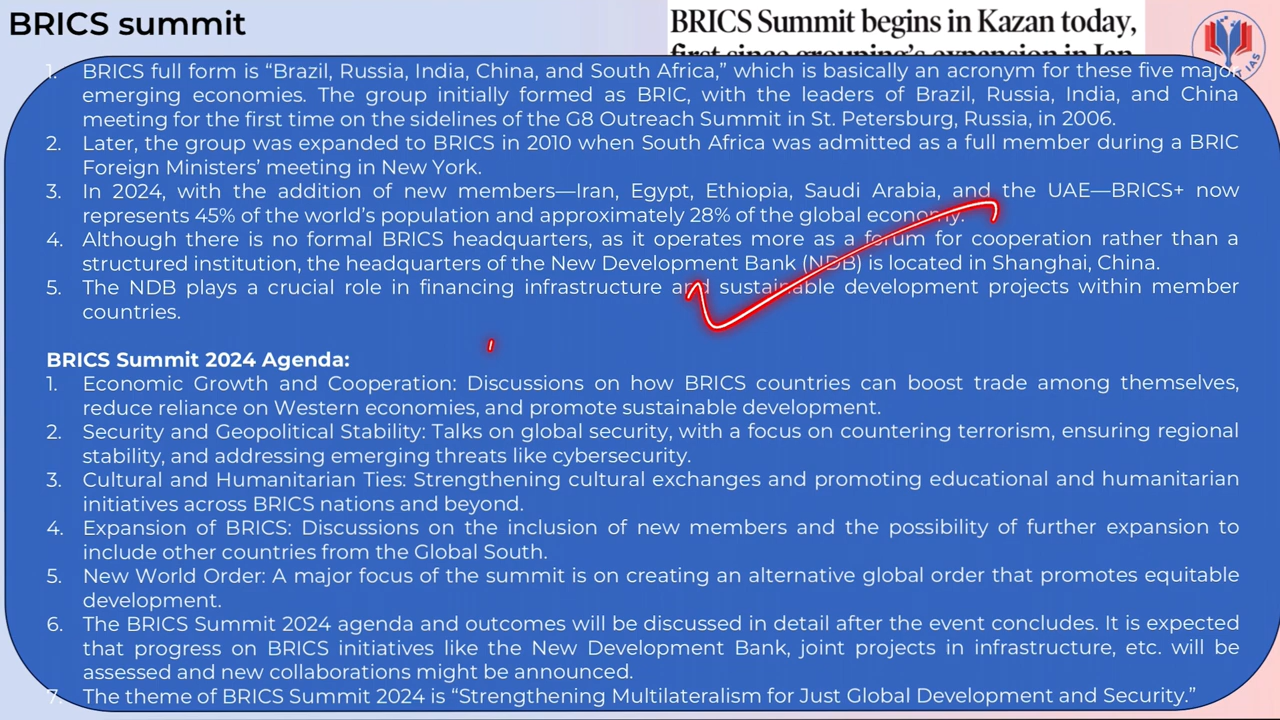 BRICS summit
BRICS Summit begins in Kazan today,
first since grouping's expansion in Jan
IAS
1. BRICS full form is “Brazil, Russia, India, China, and South Africa,” which is basically an acronym for these five major
emerging economies. The group initially formed as BRIC, with the leaders of Brazil, Russia, India, and China
meeting for the first time on the sidelines of the G8 Outreach Summit in St. Petersburg, Russia, in 2006.
2. Later, the group was expanded to BRICS in 2010 when South Africa was admitted as a full member during a BRIC
Foreign Ministers’ meeting in New York.
3. In 2024, with the addition of new members—Iran, Egypt, Ethiopia, Saudi Arabia, and the UAE—BRICS+ now
represents 45% of the world’s population and approximately 28% of the global economy.
4. Although there is no formal BRICS headquarters, as it operates more as a forum for cooperation rather than a
structured institution, the headquarters of the New Development Bank (NDB) is located in Shanghai, China.
5. The NDB plays a crucial role in financing infrastructure and sustainable development projects within member
countries.
BRICS Summit 2024 Agenda:
1. Economic Growth and Cooperation: Discussions on how BRICS countries can boost trade among themselves,
reduce reliance on Western economies, and promote sustainable development.
2. Security and Geopolitical Stability: Talks on global security, with a focus on countering terrorism, ensuring regional
stability, and addressing emerging threats like cybersecurity.
3. Cultural and Humanitarian Ties: Strengthening cultural exchanges and promoting educational and humanitarian
initiatives across BRICS nations and beyond.
4. Expansion of BRICS: Discussions on the inclusion of new members and the possibility of further expansion to
include other countries from the Global South.
5. New World Order: A major focus of the summit is on creating an alternative global order that promotes equitable
development.
6. The BRICS Summit 2024 agenda and outcomes will be discussed in detail after the event concludes. It is expected
that progress on BRICS initiatives like the New Development Bank, joint projects in infrastructure, etc. will be
assessed and new collaborations might be announced.
7. The theme of BRICS Summit 2024 is “Strengthening Multilateralism for Just Global Development and Security.”